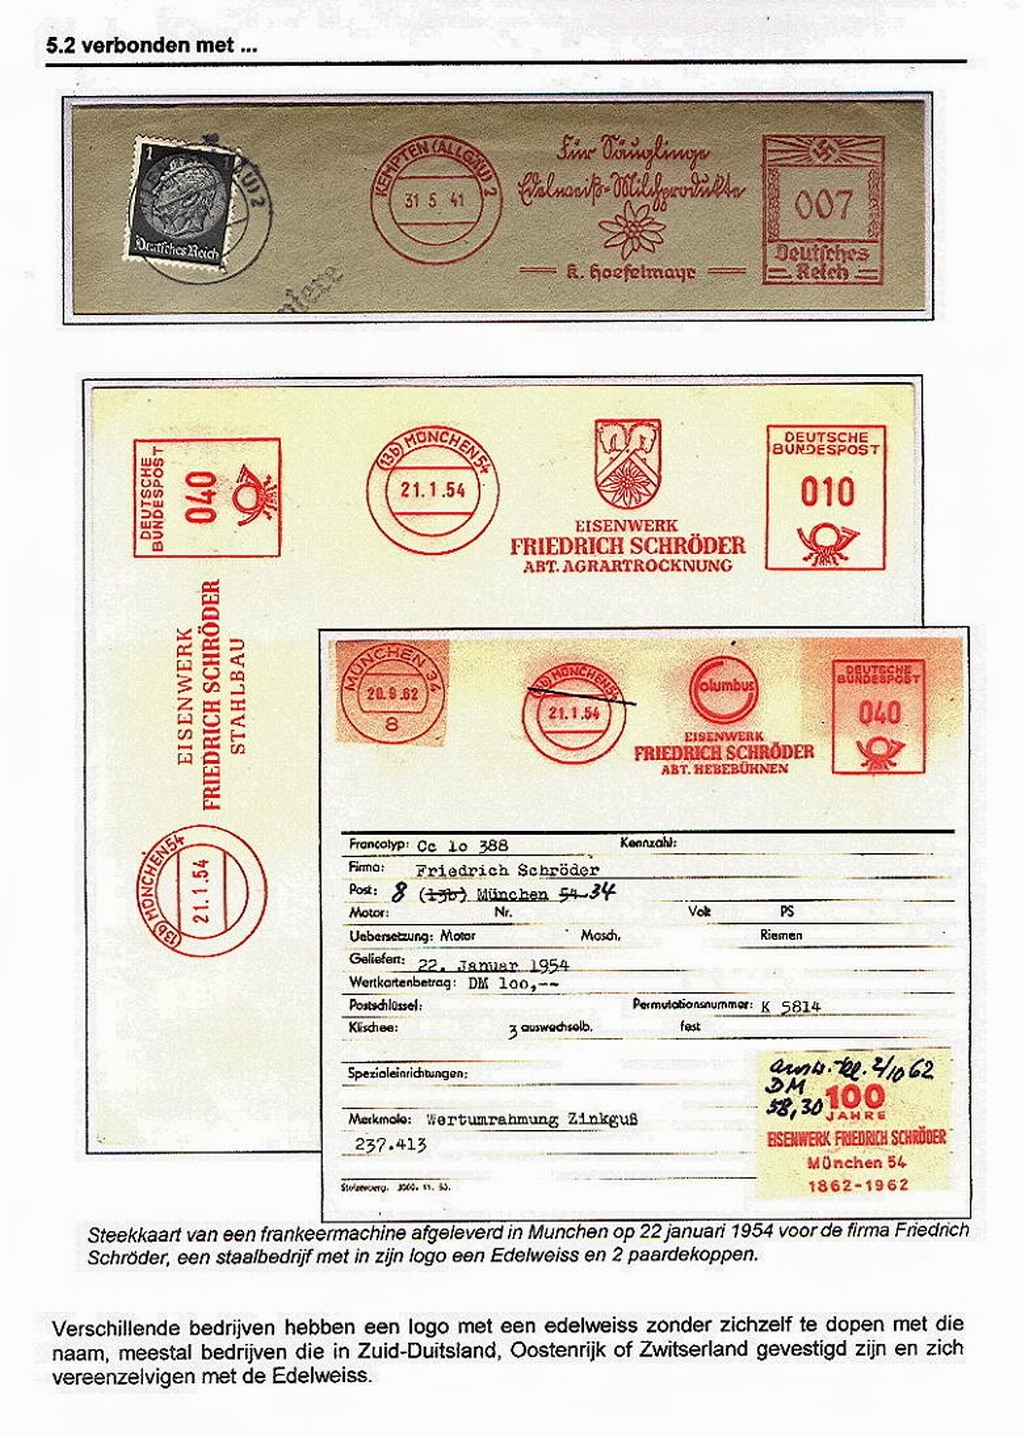 5.2 verbonden met ...
1
Deutsches Reich
KEMPTEN (ALLGÄU) 2
31 5 41
Für Säuglinge
Edelweiß-Milchprodukte
K. Hoefelmayr
007
Deutsches
Reich
DEUTSCHE
BUNDESPOST
040
EISENWERK
FRIEDRICH SCHRÖDER
STAHLBAU
(13b) MÜNCHEN 54
21.1.54
(13b) MÜNCHEN 54
21.1.54
EISENWERK
FRIEDRICH SCHRÖDER
ABT. AGRARTROCKNUNG
DEUTSCHE
BUNDESPOST
010
MÜNCHEN 34
20.9.62
8
(13b) MÜNCHEN 54
21.1.54
Columbus
EISENWERK
FRIEDRICH SCHRÖDER
ABT. HEBEBÜHNEN
DEUTSCHE
BUNDESPOST
040
Francotyp: Cc lo 388 Kennzahl:
Firma: Friedrich Schröder
Post: 8 (13b) München 54 34
Motor: Nr. Volt PS
Uebersetzung: Motor Masch. Riemen
Geliefert: 22. Januar 1954
Wertkartenbetrag: DM loo,--
Postschlüssel: Permutationsnummer: K 5814
Klischee: 3 auswechselb. fest
Spezialeinrichtungen:
Merkmale: Wertumrahmung Zinkguß
237.413
2/10 62
DM
58,30
100
JAHRE
EISENWERK FRIEDRICH SCHRÖDER
München 54
1862-1962
Steekkaart van een frankeermachine afgeleverd in Munchen op 22 januari 1954 voor de firma Friedrich
Schröder, een staalbedrijf met in zijn logo een Edelweiss en 2 paardekoppen.
Verschillende bedrijven hebben een logo met een edelweiss zonder zichzelf te dopen met die
naam, meestal bedrijven die in Zuid-Duitsland, Oostenrijk of Zwitserland gevestigd zijn en zich
vereenzelvigen met de Edelweiss.